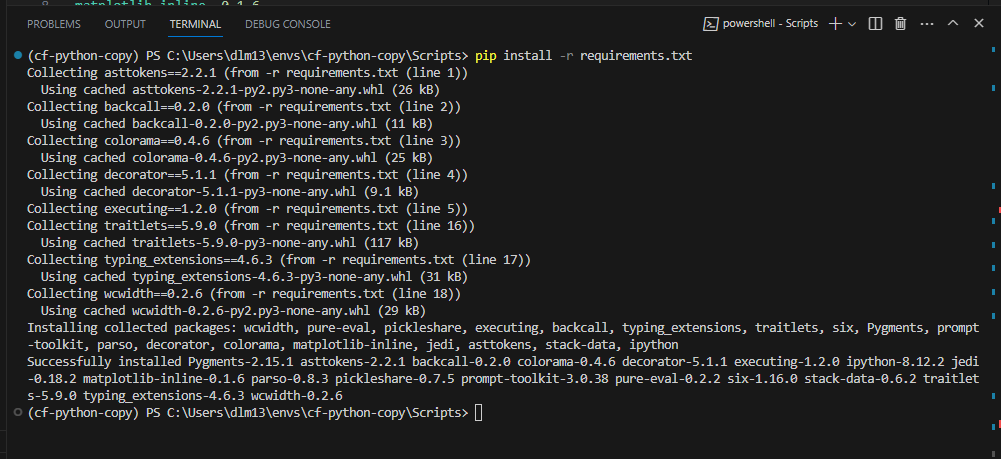 matplotlib-inline 0.1.6
PROBLEMS OUTPUT TERMINAL DEBUG CONSOLE powershell - Scripts
(cf-python-copy) PS C:\Users\dlm13\envs\cf-python-copy\Scripts> pip install -r requirements.txt
Collecting asttokens==2.2.1 (from -r requirements.txt (line 1))
Using cached asttokens-2.2.1-py2.py3-none-any.whl (26 kB)
Collecting backcall==0.2.0 (from -r requirements.txt (line 2))
Using cached backcall-0.2.0-py2.py3-none-any.whl (11 kB)
Collecting colorama==0.4.6 (from -r requirements.txt (line 3))
Using cached colorama-0.4.6-py2.py3-none-any.whl (25 kB)
Collecting decorator==5.1.1 (from -r requirements.txt (line 4))
Using cached decorator-5.1.1-py3-none-any.whl (9.1 kB)
Collecting executing==1.2.0 (from -r requirements.txt (line 5))
Collecting traitlets==5.9.0 (from -r requirements.txt (line 16))
Using cached traitlets-5.9.0-py3-none-any.whl (117 kB)
Collecting typing_extensions==4.6.3 (from -r requirements.txt (line 17))
Using cached typing_extensions-4.6.3-py3-none-any.whl (31 kB)
Collecting wcwidth==0.2.6 (from -r requirements.txt (line 18))
Using cached wcwidth-0.2.6-py2.py3-none-any.whl (29 kB)
Installing collected packages: wcwidth, pure-eval, pickleshare, executing, backcall, typing_extensions, traitlets, six, Pygments, prompt
-toolkit, parso, decorator, colorama, matplotlib-inline, jedi, asttokens, stack-data, ipython
Successfully installed Pygments-2.15.1 asttokens-2.2.1 backcall-0.2.0 colorama-0.4.6 decorator-5.1.1 executing-1.2.0 ipython-8.12.2 jedi
-0.18.2 matplotlib-inline-0.1.6 parso-0.8.3 pickleshare-0.7.5 prompt-toolkit-3.0.38 pure-eval-0.2.2 six-1.16.0 stack-data-0.6.2 traitlet
s-5.9.0 typing_extensions-4.6.3 wcwidth-0.2.6
(cf-python-copy) PS C:\Users\dlm13\envs\cf-python-copy\Scripts>